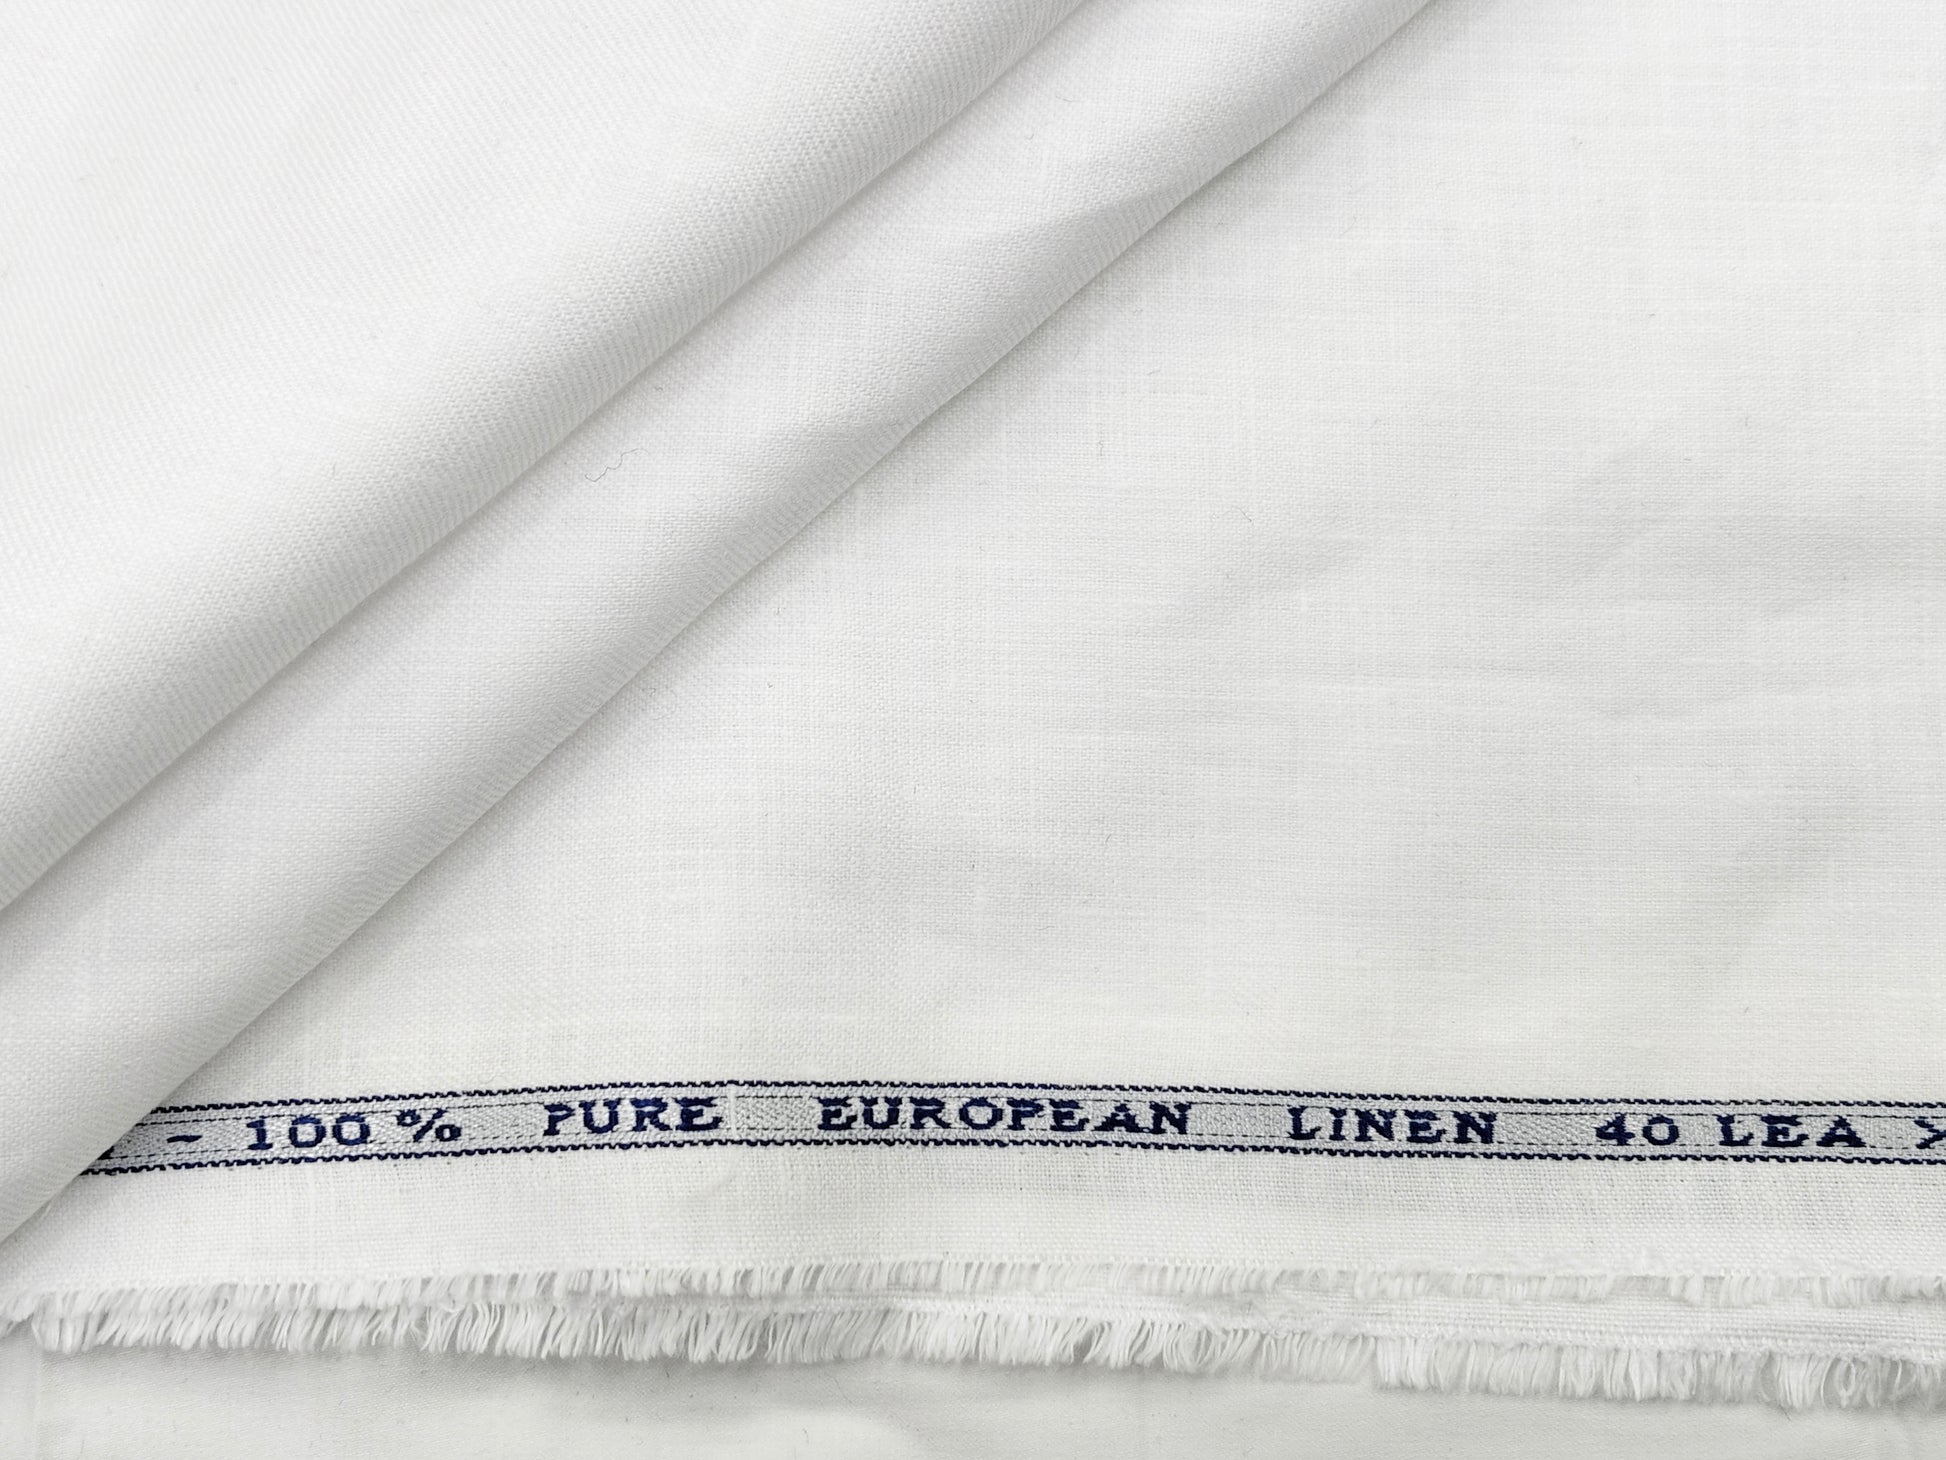 - 100% PURE EUROPEAN LINEN 40 LEA X